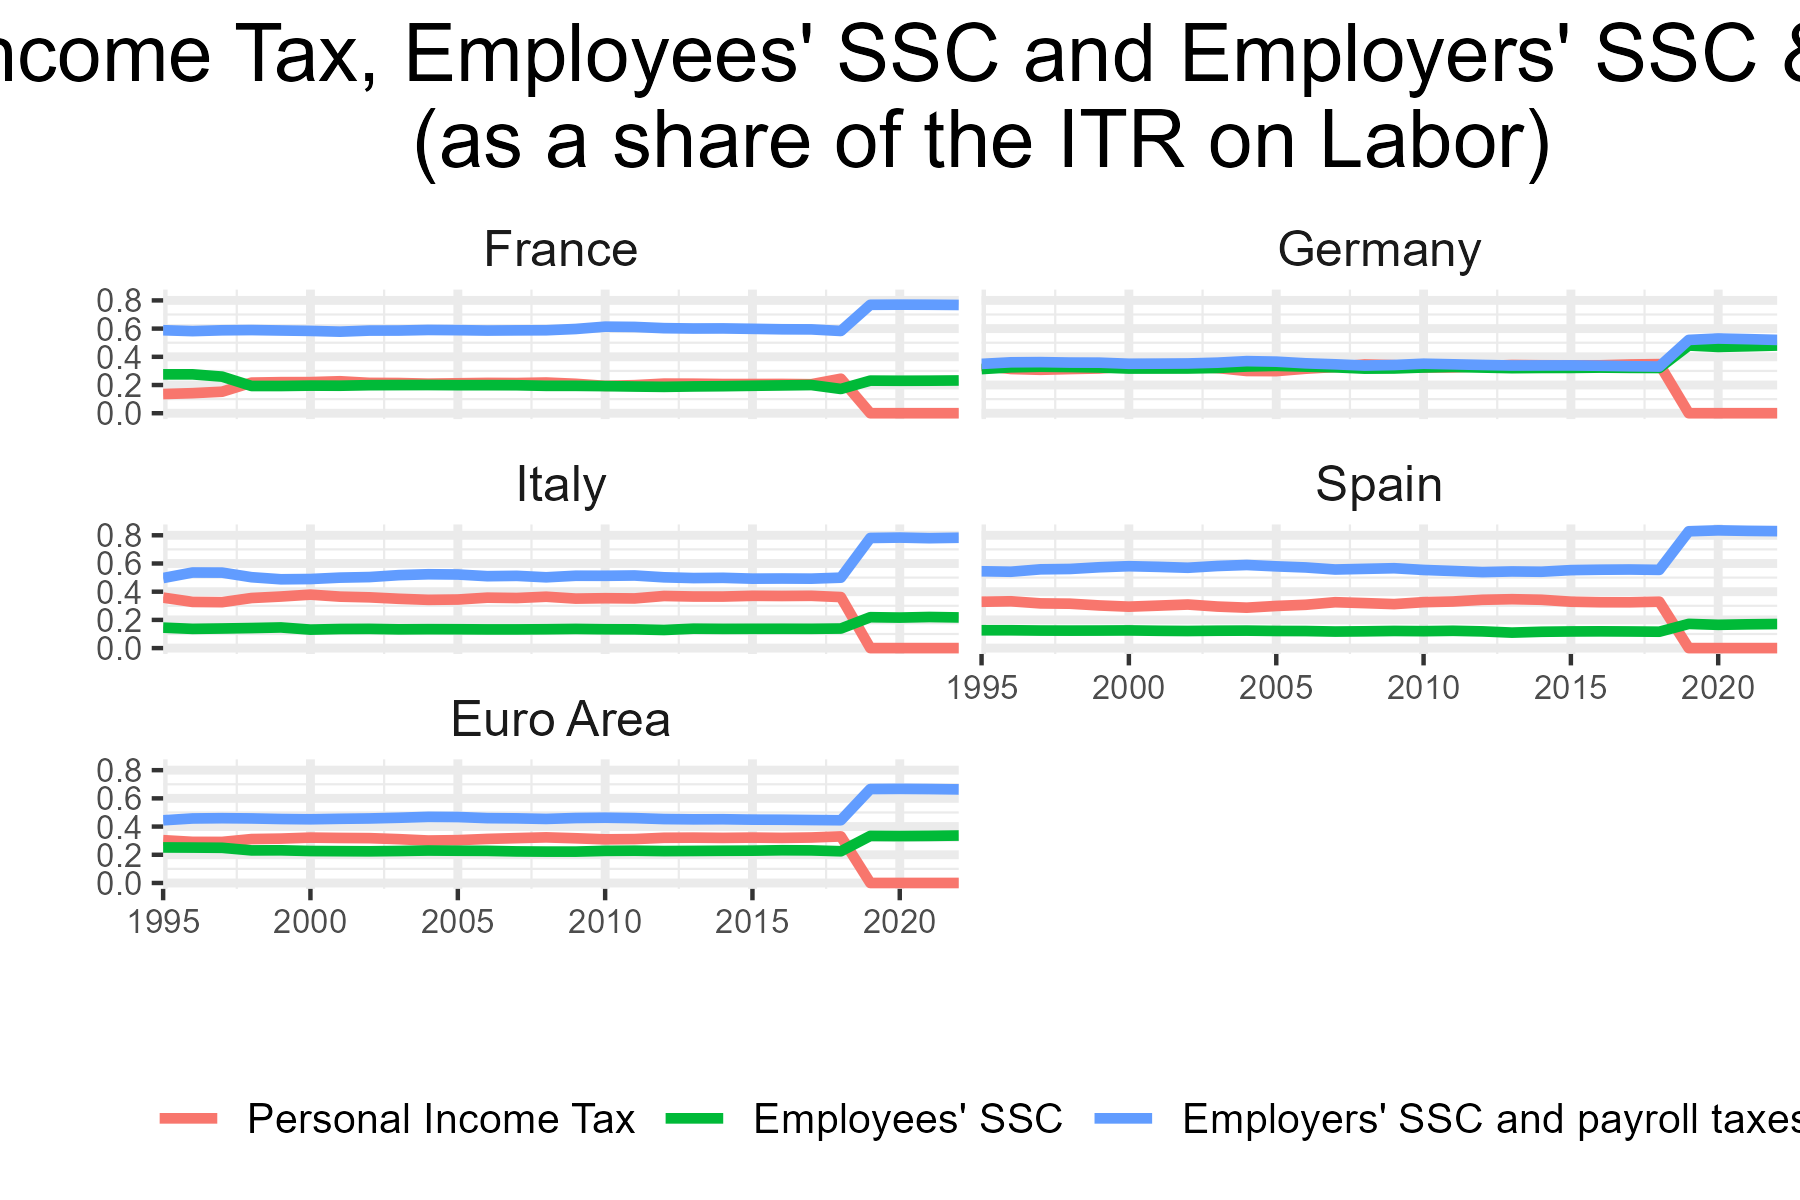 ncome Tax, Employees' SSC and Employers' SSC &
(as a share of the ITR on Labor)
France
Germany
0.8
0.6
0.4
0.2
0.0
Italy
Spain
0.8
0.6
0.4
0.2
0.0
1995 2000 2005 2010 2015 2020
Euro Area
0.8
0.6
0.4
0.2
0.0
1995 2000 2005 2010 2015 2020
Personal Income Tax Employees' SSC Employers' SSC and payroll taxes